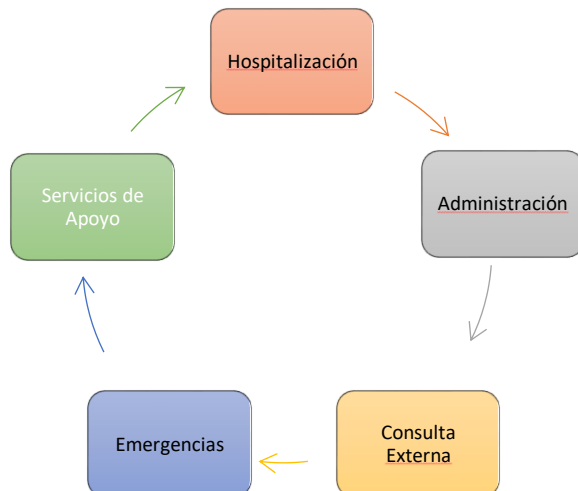 Hospitalización
Servicios de
Apoyo
Administración
Emergencias
Consulta
Externa